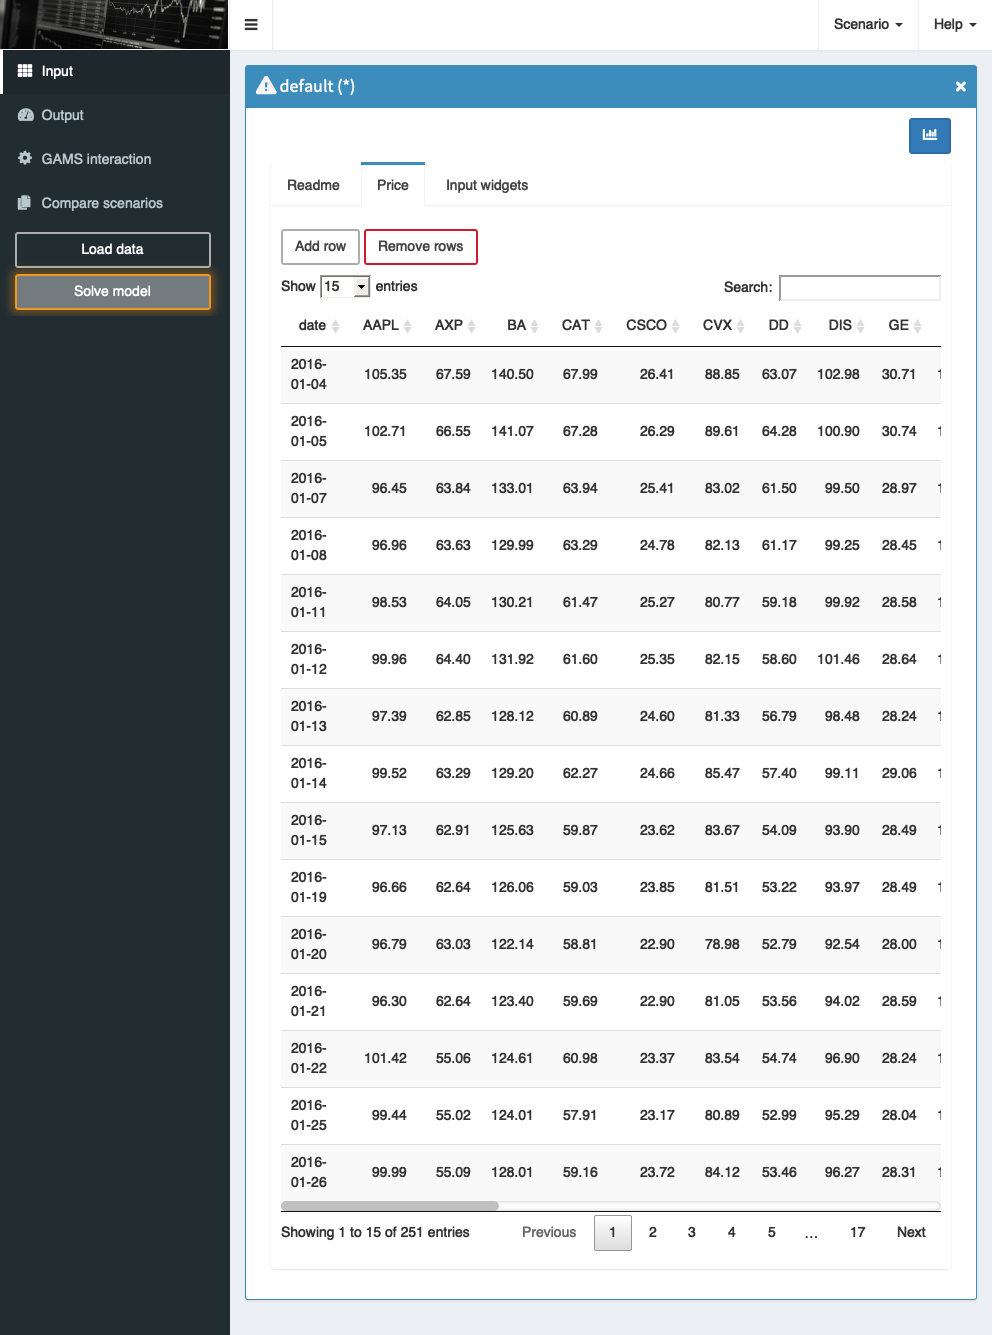 Scenario Help
Input
default (*)
Output
GAMS interaction
Compare scenarios
Load data
Solve model
Readme Price Input widgets
Add row Remove rows
Show 15 entries Search:
date AAPL AXP BA CAT CSCO CVX DD DIS GE
2016-01-04 105.35 67.59 140.50 67.99 26.41 88.85 63.07 102.98 30.71
2016-01-05 102.71 66.55 141.07 67.28 26.29 89.61 64.28 100.90 30.74
2016-01-07 96.45 63.84 133.01 63.94 25.41 83.02 61.50 99.50 28.97
2016-01-08 96.96 63.63 129.99 63.29 24.78 82.13 61.17 99.25 28.45
2016-01-11 98.53 64.05 130.21 61.47 25.27 80.77 59.18 99.92 28.58
2016-01-12 99.96 64.40 131.92 61.60 25.35 82.15 58.60 101.46 28.64
2016-01-13 97.39 62.85 128.12 60.89 24.60 81.33 56.79 98.48 28.24
2016-01-14 99.52 63.29 129.20 62.27 24.66 85.47 57.40 99.11 29.06
2016-01-15 97.13 62.91 125.63 59.87 23.62 83.67 54.09 93.90 28.49
2016-01-19 96.66 62.64 126.06 59.03 23.85 81.51 53.22 93.97 28.49
2016-01-20 96.79 63.03 122.14 58.81 22.90 78.98 52.79 92.54 28.00
2016-01-21 96.30 62.64 123.40 59.69 22.90 81.05 53.56 94.02 28.59
2016-01-22 101.42 55.06 124.61 60.98 23.37 83.54 54.74 96.90 28.24
2016-01-25 99.44 55.02 124.01 57.91 23.17 80.89 52.99 95.29 28.04
2016-01-26 99.99 55.09 128.01 59.16 23.72 84.12 53.46 96.27 28.31
Showing 1 to 15 of 251 entries Previous 1 2 3 4 5 … 17 Next